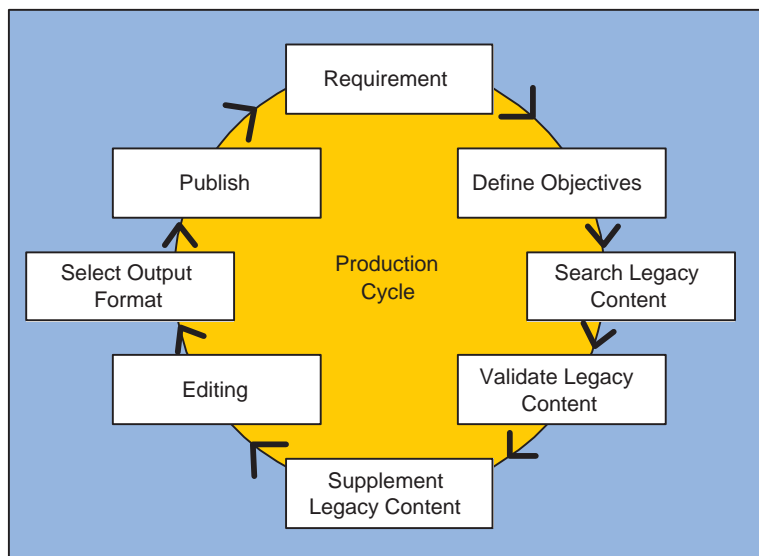 Requirement
Define Objectives
Search Legacy
Content
Validate Legacy
Content
Supplement
Legacy Content
Editing
Select Output
Format
Publish
Production
Cycle